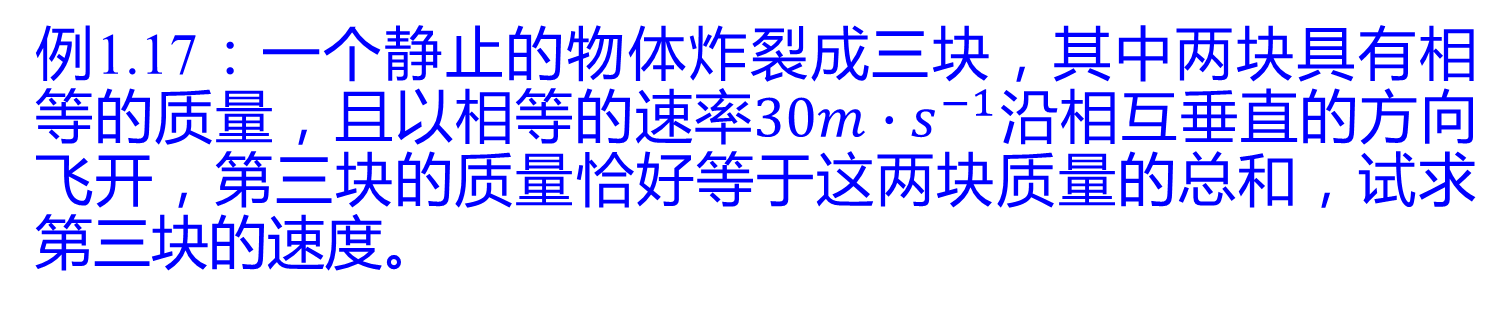 例1.17：一个静止的物体炸裂成三块，其中两块具有相
等的质量，且以相等的速率30m·s⁻¹沿相互垂直的方向
飞开，第三块的质量恰好等于这两块质量的总和，试求
第三块的速度。